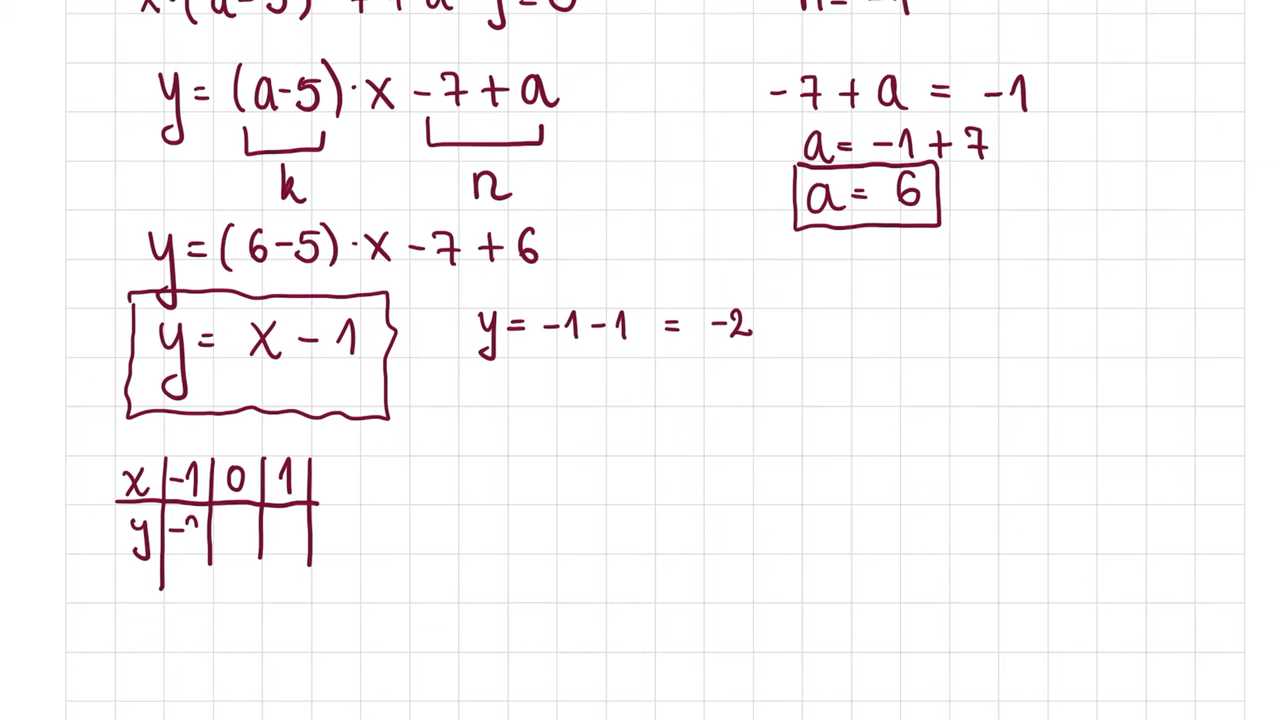 y = (a-5)·x -7+a
k n
y = (6-5)·x -7+6
y = x - 1
x -1 0 1
y
-7+a = -1
a = -1+7
a = 6
y = -1-1 = -2